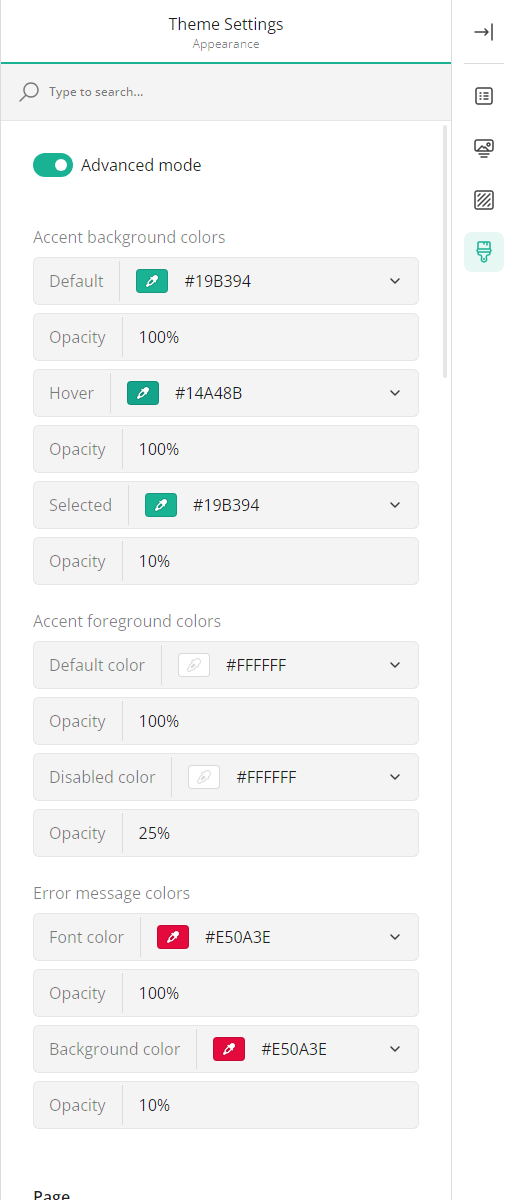 Theme Settings
Appearance
Type to search...
Advanced mode
Accent background colors
Default #19B394
Opacity 100%
Hover #14A48B
Opacity 100%
Selected #19B394
Opacity 10%
Accent foreground colors
Default color #FFFFFF
Opacity 100%
Disabled color #FFFFFF
Opacity 25%
Error message colors
Font color #E50A3E
Opacity 100%
Background color #E50A3E
Opacity 10%
Page